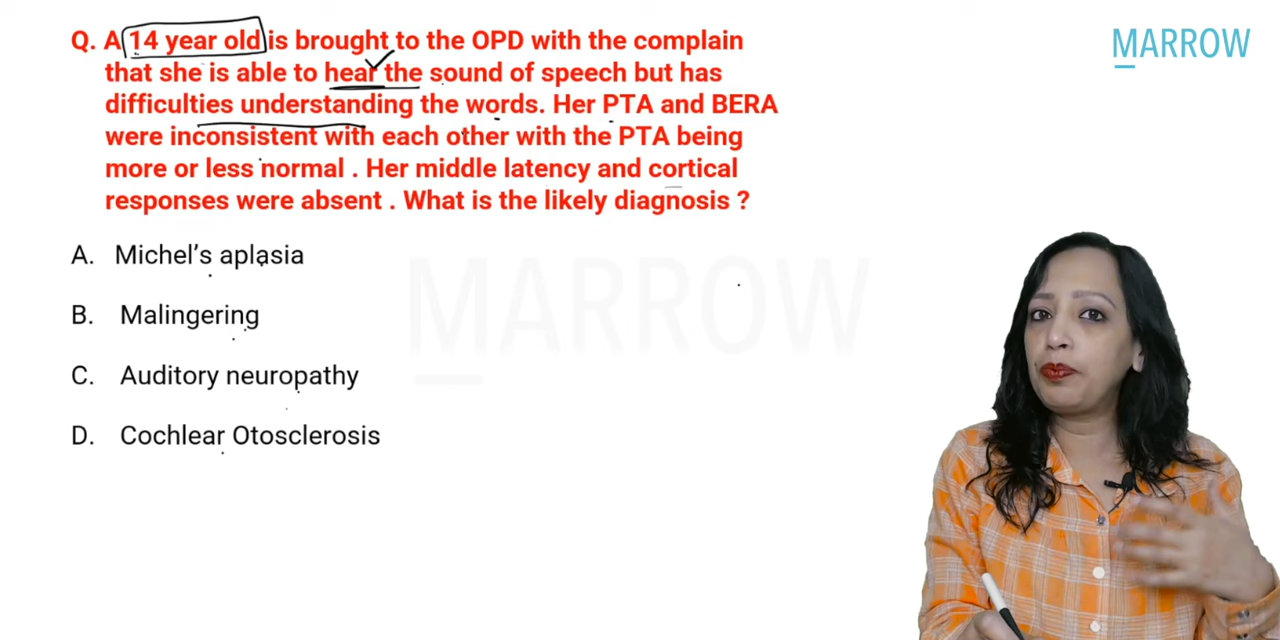 Q. A 14 year old is brought to the OPD with the complain
MARROW
that she is able to hear the sound of speech but has
difficulties understanding the words. Her PTA and BERA
were inconsistent with each other with the PTA being
more or less normal . Her middle latency and cortical
responses were absent . What is the likely diagnosis ?
A. Michel’s aplasia
B. Malingering
C. Auditory neuropathy
D. Cochlear Otosclerosis
MARROW